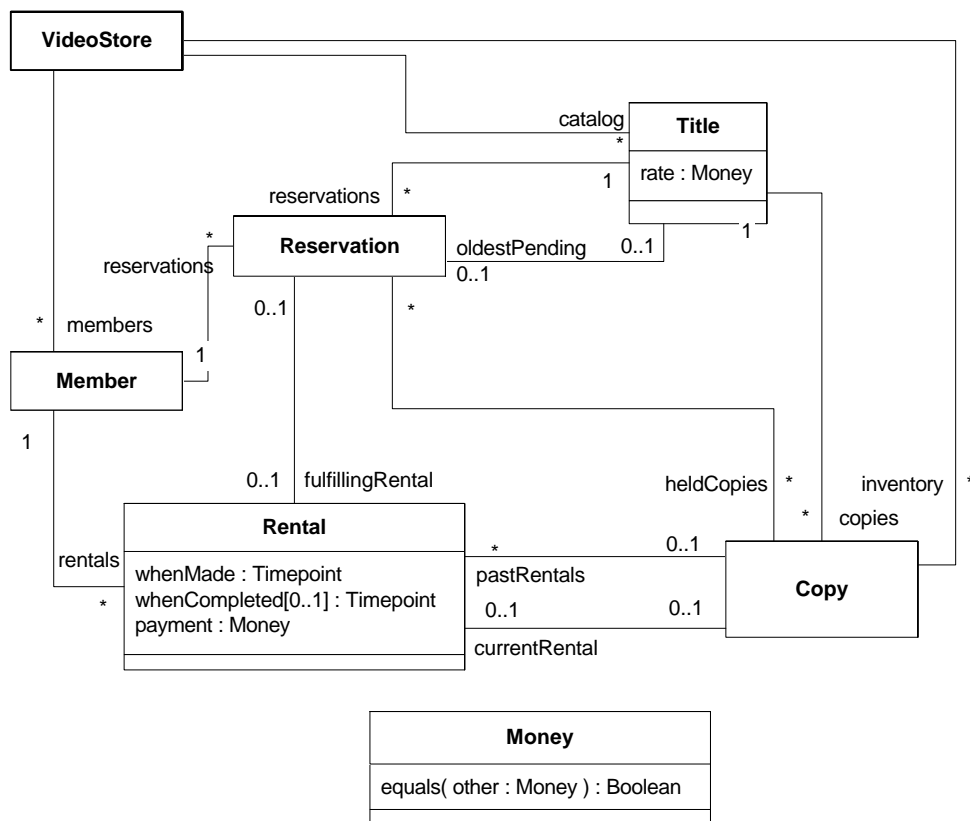 VideoStore
catalog
*
Title
rate : Money
reservations
*
1
1
Reservation
oldestPending
0..1
0..1
*
reservations
0..1
*
*
members
1
Member
1
0..1
fulfillingRental
heldCopies
*
inventory
*
*
copies
Rental
whenMade : Timepoint
whenCompleted[0..1] : Timepoint
payment : Money
rentals
*
*
0..1
pastRentals
0..1
0..1
currentRental
Copy
Money
equals( other : Money ) : Boolean